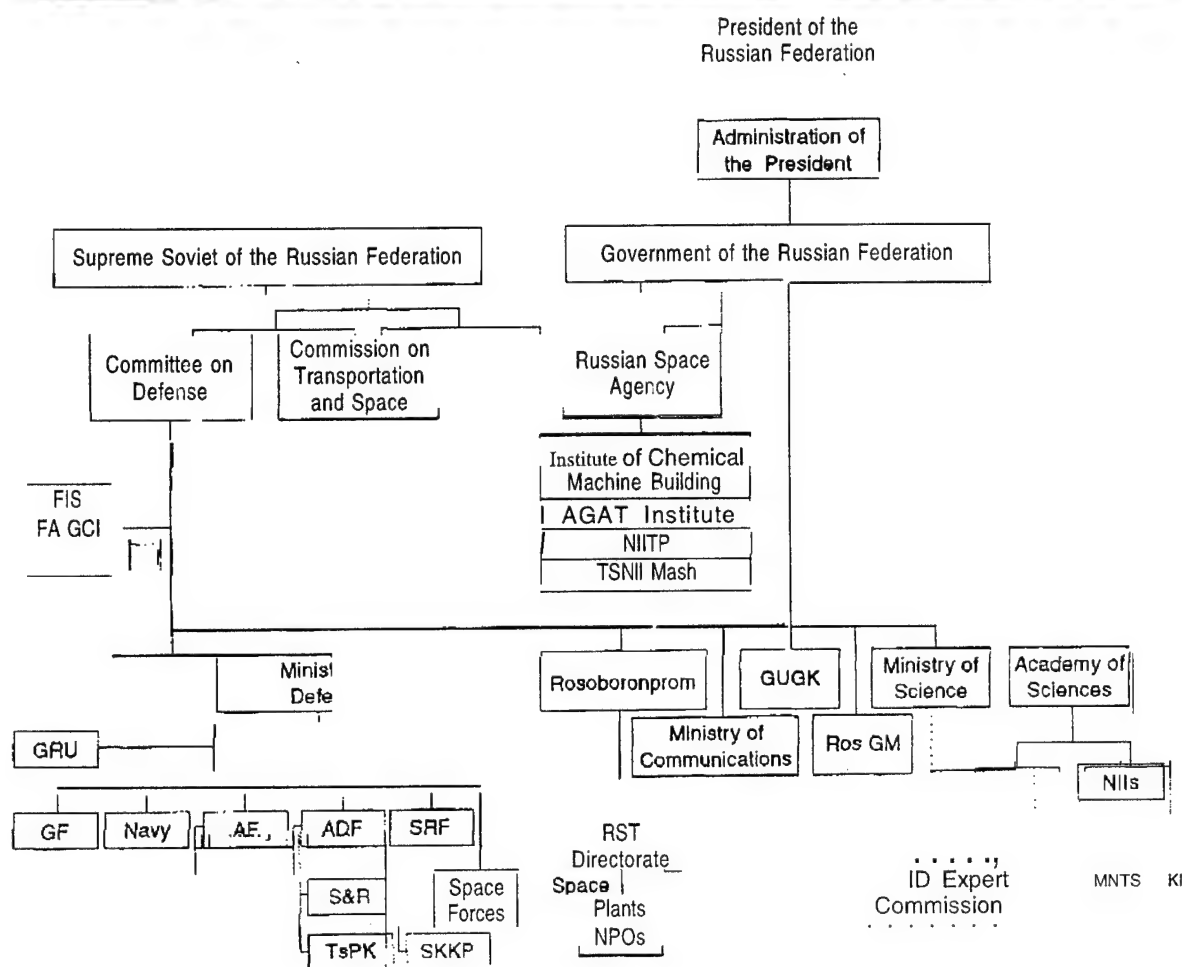 President of the
Russian Federation
Administration of
the President
Supreme Soviet of the Russian Federation
Government of the Russian Federation
Committee on
Defense
Commission on
Transportation
and Space
Russian Space
Agency
Institute of Chemical
Machine Building
AGAT Institute
NIITP
TSNII Mash
FIS
FA GCI
Minist
Defe
Rosoboronprom
GUGK
Ministry of
Science
Academy of
Sciences
Ministry of
Communications
Ros GM
GRU
NIIs
GF
Navy
AF
ADF
SRF
S&R
Space
Forces
TsPK
SKKP
RST
Directorate
Space
Plants
NPOs
ID Expert
Commission
MNTS